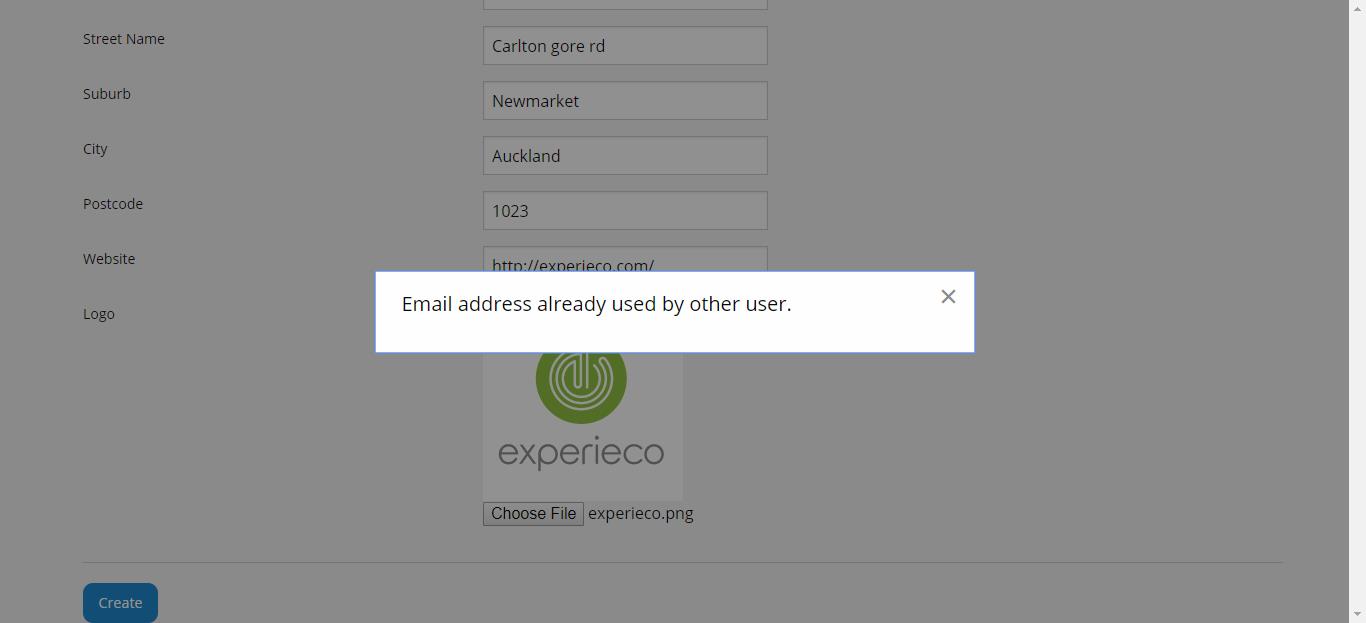 Street Name
Carlton gore rd
Suburb
Newmarket
City
Auckland
Postcode
1023
Website
http://experieco.com/
Email address already used by other user.
×
Logo
experieco
Choose File experieco.png
Create